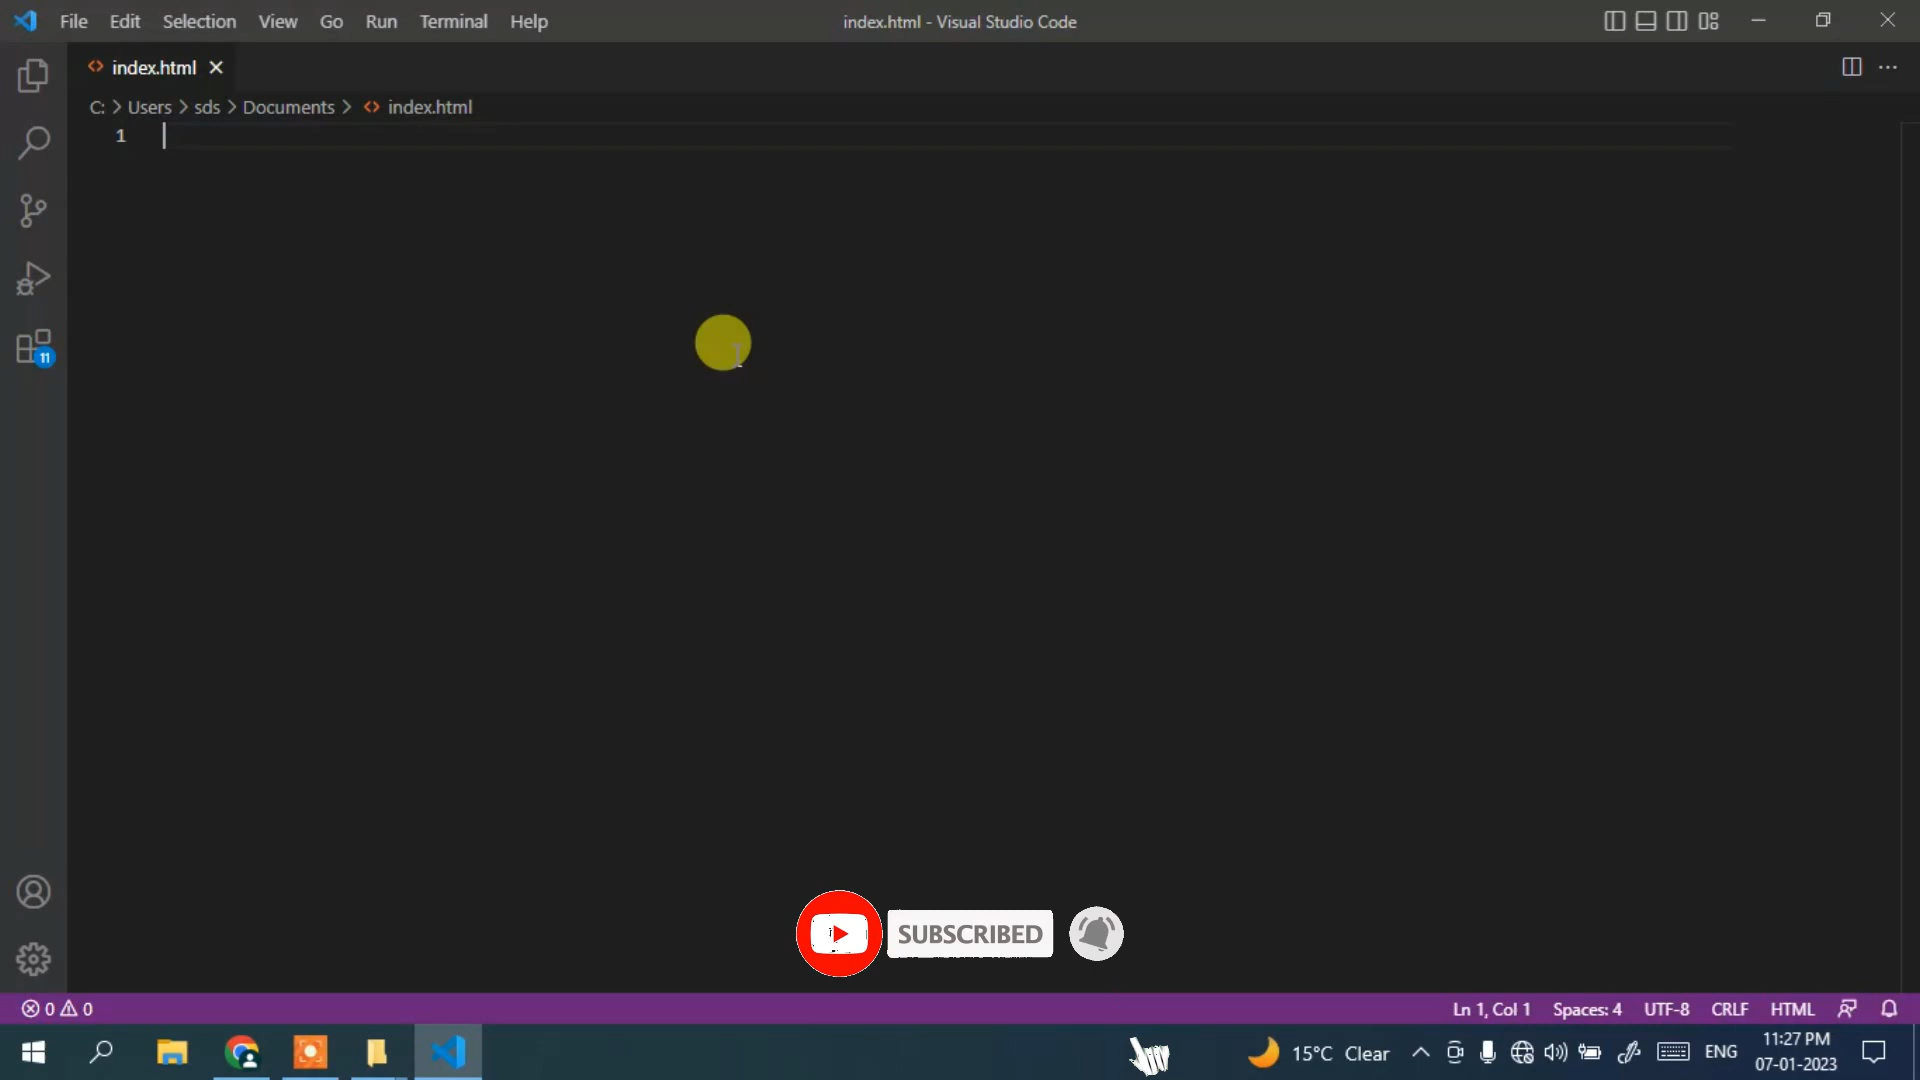 File Edit Selection View Go Run Terminal Help
index.html - Visual Studio Code
index.html
C: > Users > sds > Documents > index.html
1
11
SUBSCRIBED
0 0
Ln 1, Col 1 Spaces: 4 UTF-8 CRLF HTML
15°C Clear
ENG
11:27 PM
07-01-2023